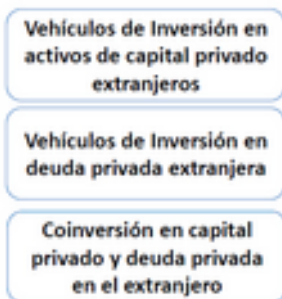 Vehículos de Inversión en
activos de capital privado
extranjeros
Vehículos de Inversión en
deuda privada extranjera
Coinversión en capital
privado y deuda privada
en el extranjero